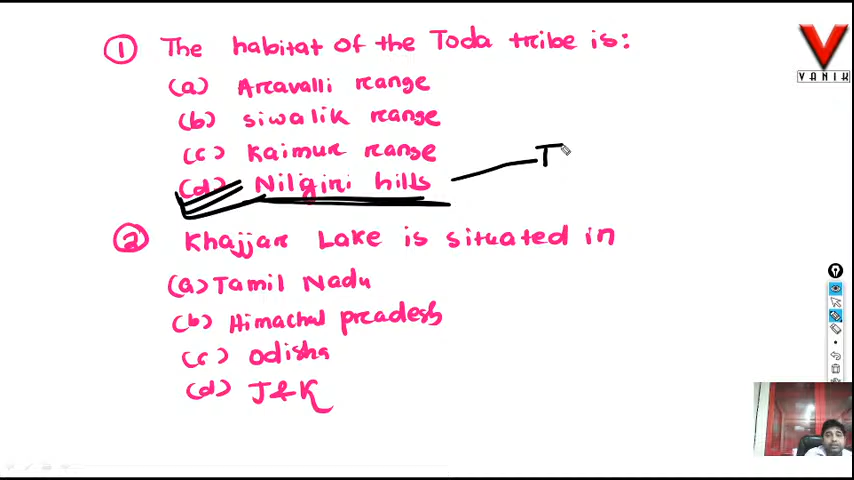 1 The habitat of the Toda tribe is:
(a) Aravalli range
(b) Siwalik range
(c) Kaimur range
(d) Nilgiri hills T
2 Khajjar Lake is situated in
(a) Tamil Nadu
(b) Himachal pradesh
(c) Odisha
(d) J&K
VANIK